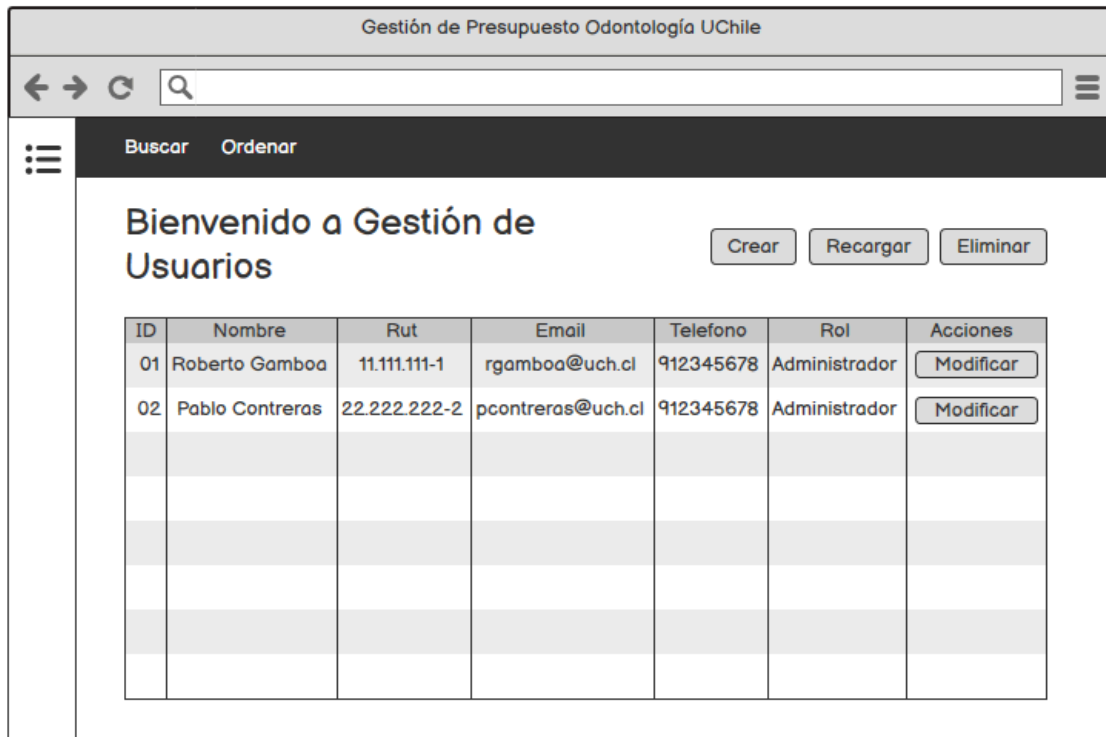 Gestión de Presupuesto Odontología UChile
Buscar Ordenar
Bienvenido a Gestión de
Usuarios
Crear Recargar Eliminar
ID Nombre Rut Email Telefono Rol Acciones
01 Roberto Gamboa 11.111.111-1 rgamboa@uch.cl 912345678 Administrador Modificar
02 Pablo Contreras 22.222.222-2 pcontreras@uch.cl 912345678 Administrador Modificar